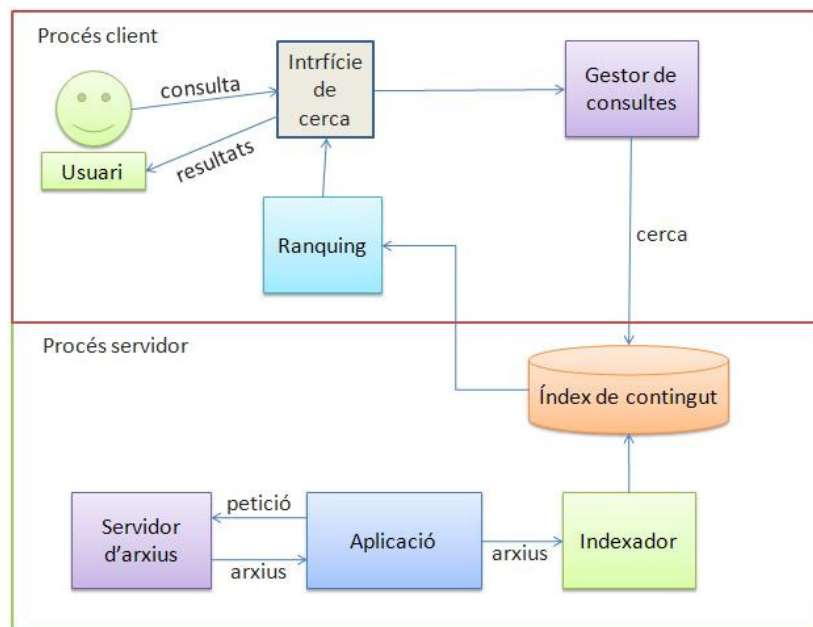 Procés client
consulta
Intrfície
de
cerca
Gestor de
consultes
Usuari
resultats
Ranquing
cerca
Procés servidor
Índex de contingut
Servidor
d'arxius
petició
arxius
Aplicació
arxius
Indexador